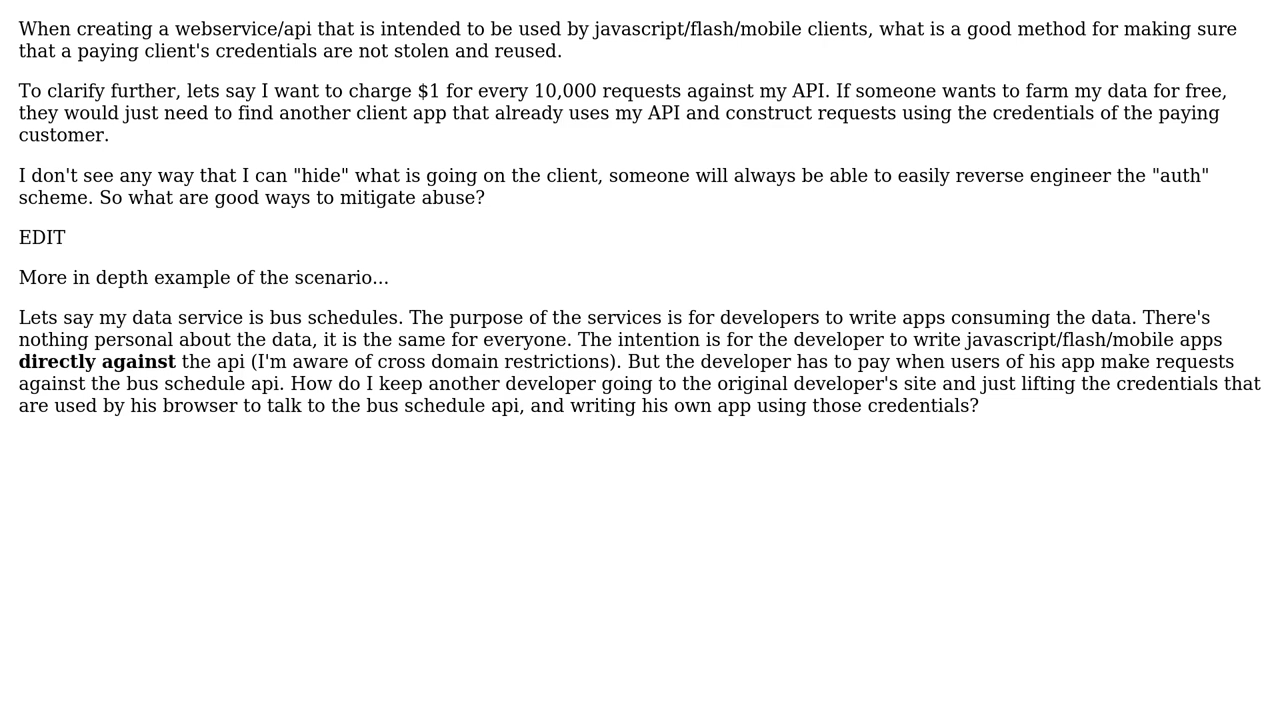 When creating a webservice/api that is intended to be used by javascript/flash/mobile clients, what is a good method for making sure
that a paying client's credentials are not stolen and reused.
To clarify further, lets say I want to charge $1 for every 10,000 requests against my API. If someone wants to farm my data for free,
they would just need to find another client app that already uses my API and construct requests using the credentials of the paying
customer.
I don't see any way that I can "hide" what is going on the client, someone will always be able to easily reverse engineer the "auth"
scheme. So what are good ways to mitigate abuse?
EDIT
More in depth example of the scenario...
Lets say my data service is bus schedules. The purpose of the services is for developers to write apps consuming the data. There's
nothing personal about the data, it is the same for everyone. The intention is for the developer to write javascript/flash/mobile apps
directly against the api (I'm aware of cross domain restrictions). But the developer has to pay when users of his app make requests
against the bus schedule api. How do I keep another developer going to the original developer's site and just lifting the credentials that
are used by his browser to talk to the bus schedule api, and writing his own app using those credentials?